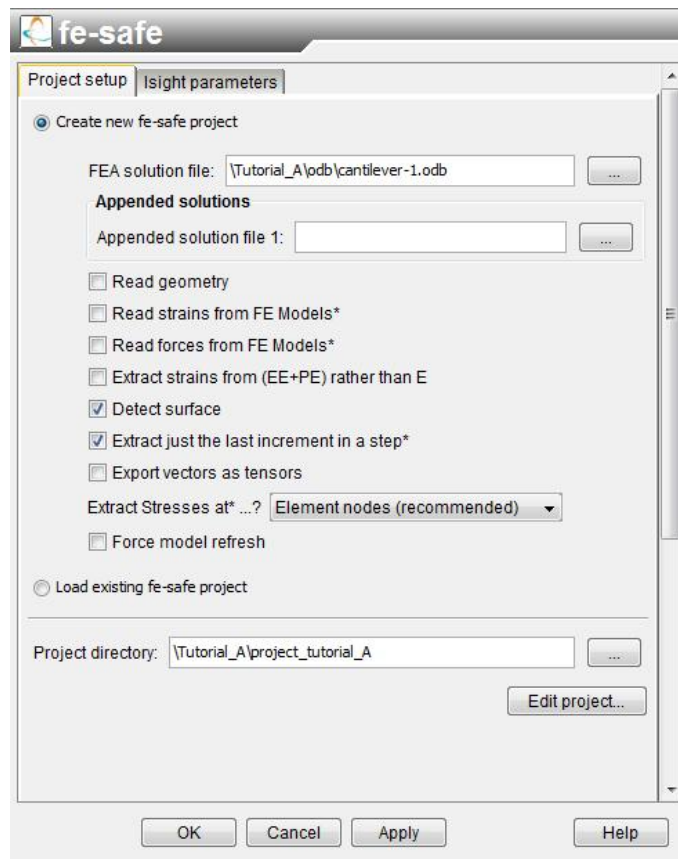 fe-safe
Project setup Isight parameters
Create new fe-safe project
FEA solution file: \Tutorial_A\odb\cantilever-1.odb ...
Appended solutions
Appended solution file 1: ...
Read geometry
Read strains from FE Models*
Read forces from FE Models*
Extract strains from (EE+PE) rather than E
Detect surface
Extract just the last increment in a step*
Export vectors as tensors
Extract Stresses at* ...? Element nodes (recommended)
Force model refresh
Load existing fe-safe project
Project directory: \Tutorial_A\project_tutorial_A ...
Edit project...
OK Cancel Apply Help